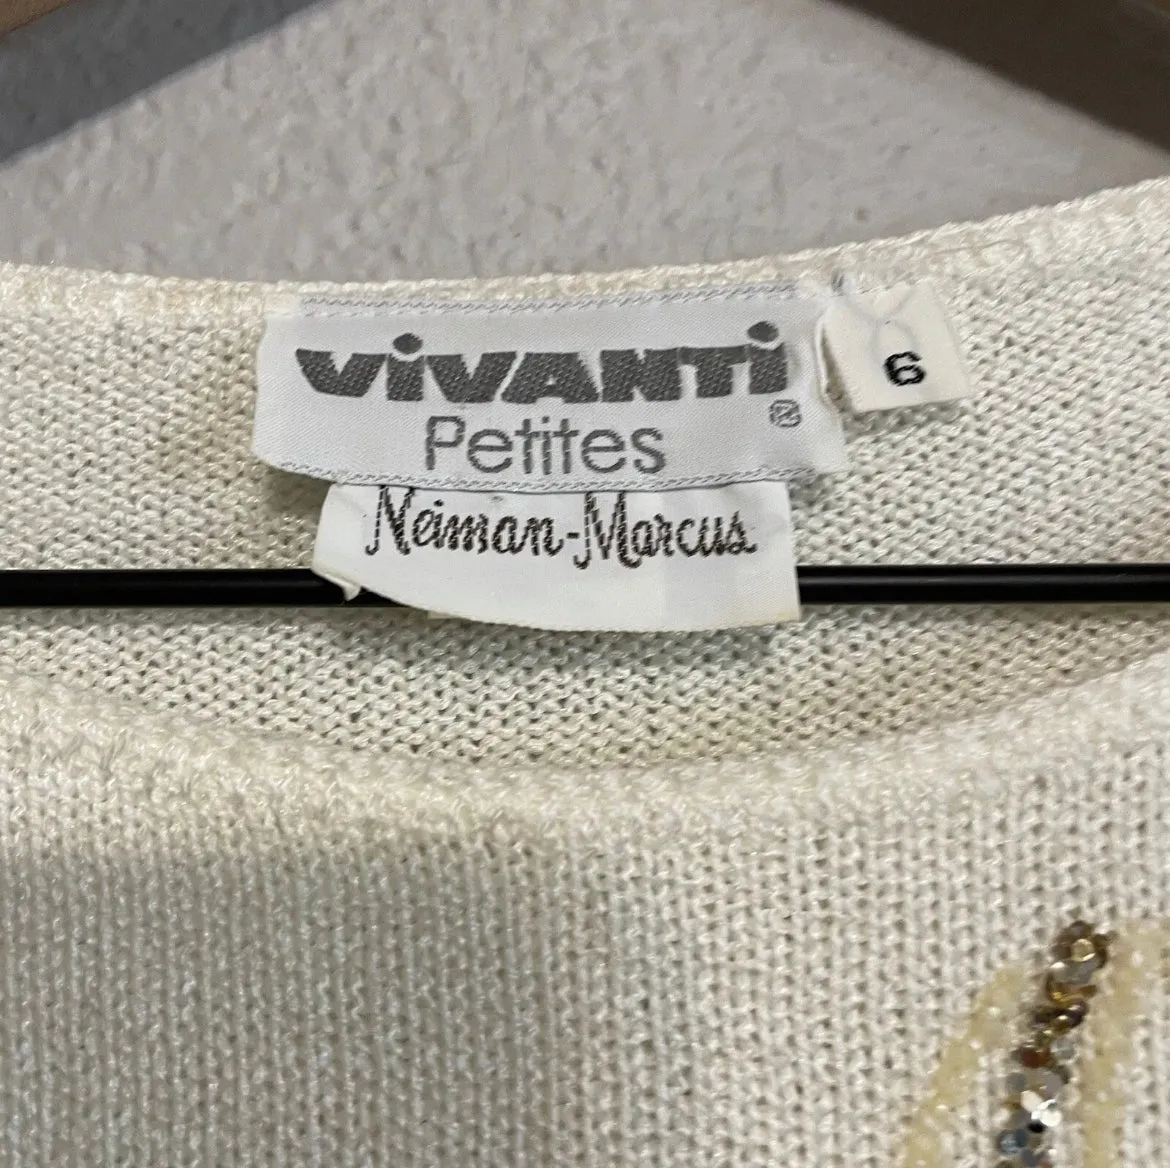 ViVANTi
®
Petites
Neiman-Marcus
6